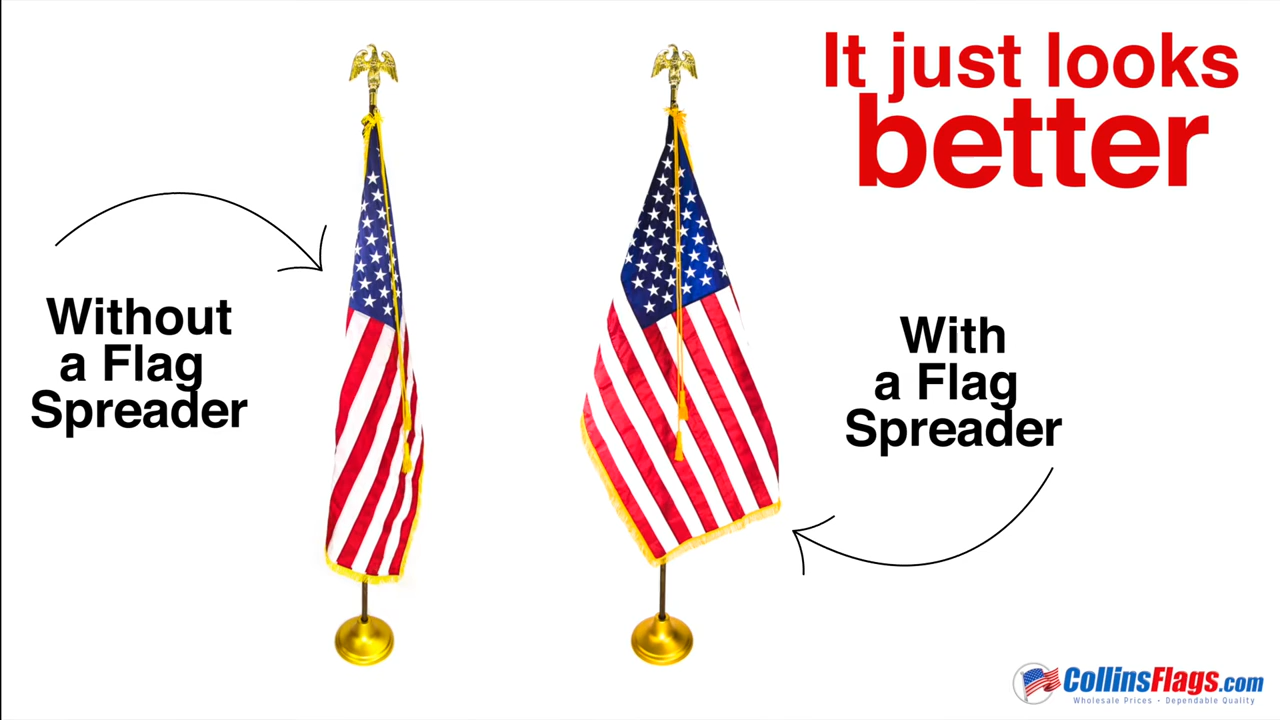 It just looks
better
Without
a Flag
Spreader
With
a Flag
Spreader
CollinsFlags.com
Wholesale Prices - Dependable Quality